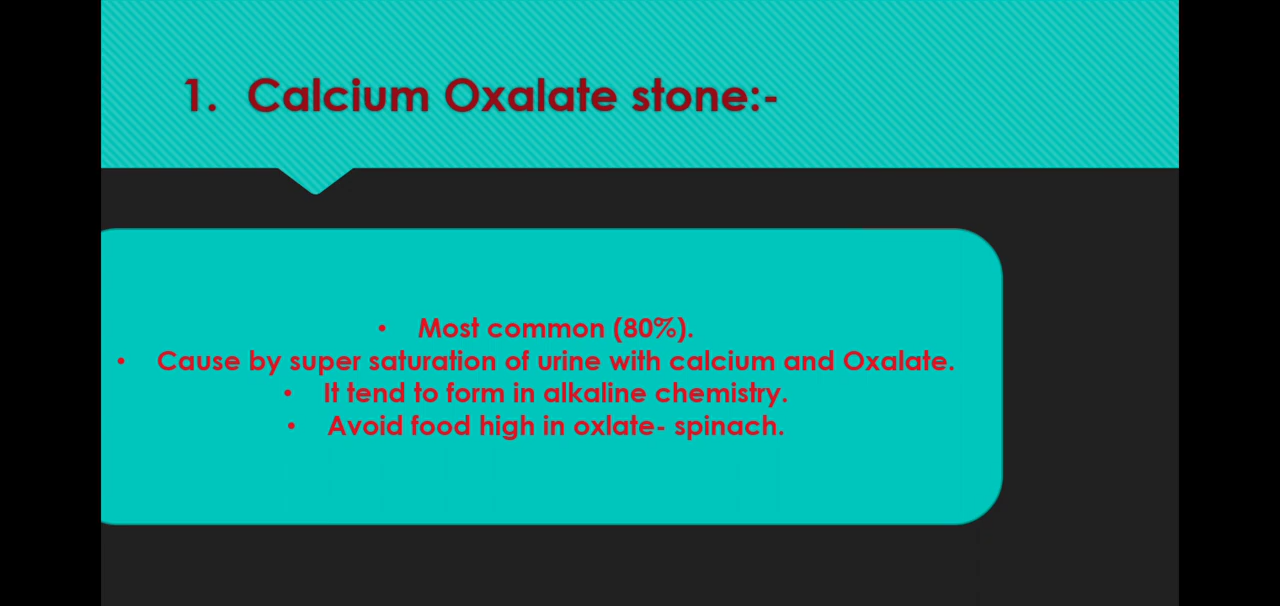 1. Calcium Oxalate stone:-
• Most common (80%).
• Cause by super saturation of urine with calcium and Oxalate.
• It tend to form in alkaline chemistry.
• Avoid food high in oxlate- spinach.